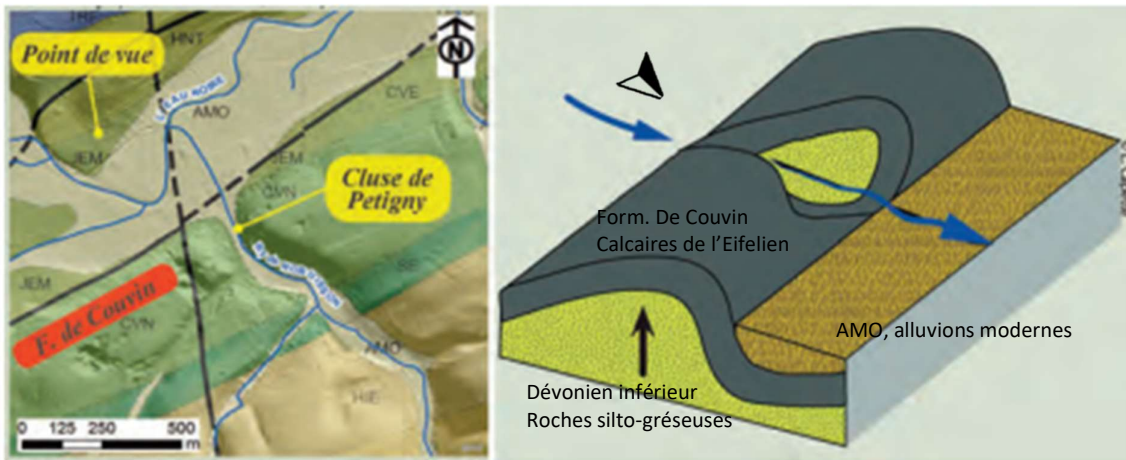 HNT
Point de vue
N
L'EAU NOIRE
AMO
CVE
JEM
JEM
CVN
Cluse de
Petigny
JEM
F. de Couvin
CVN
AMO
HIE
0 125 250 500
m
Form. De Couvin
Calcaires de l'Eifelien
AMO, alluvions modernes
Dévonien inférieur
Roches silto-gréseuses